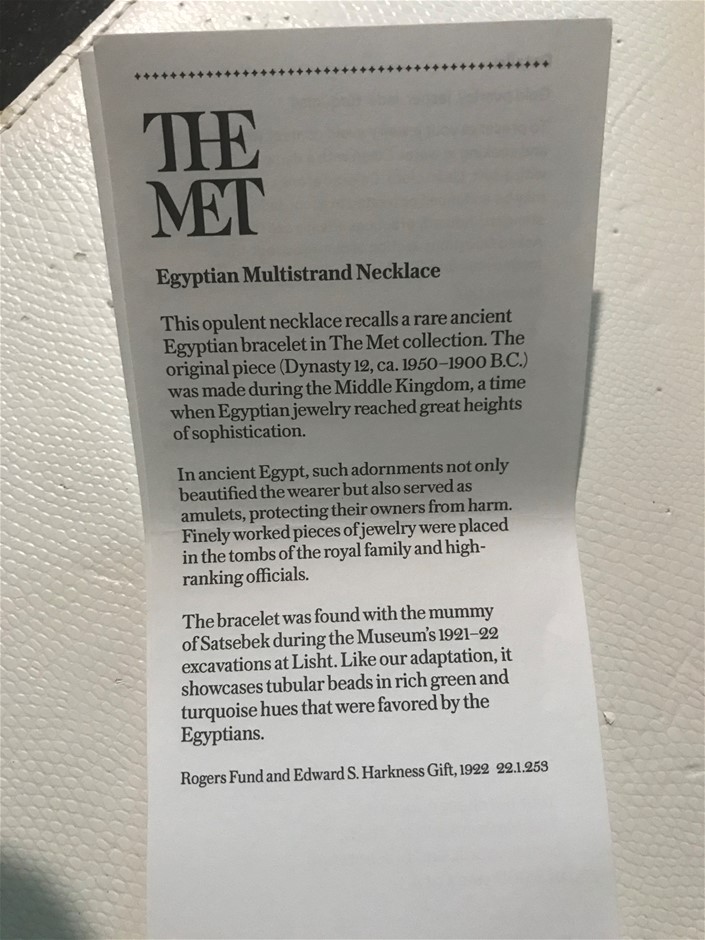 THE
MET
Egyptian Multistrand Necklace
This opulent necklace recalls a rare ancient
Egyptian bracelet in The Met collection. The
original piece (Dynasty 12, ca. 1950–1900 B.C.)
was made during the Middle Kingdom, a time
when Egyptian jewelry reached great heights
of sophistication.
In ancient Egypt, such adornments not only
beautified the wearer but also served as
amulets, protecting their owners from harm.
Finely worked pieces of jewelry were placed
in the tombs of the royal family and high-
ranking officials.
The bracelet was found with the mummy
of Satsebek during the Museum's 1921–22
excavations at Lisht. Like our adaptation, it
showcases tubular beads in rich green and
turquoise hues that were favored by the
Egyptians.
Rogers Fund and Edward S. Harkness Gift, 1922 22.1.253